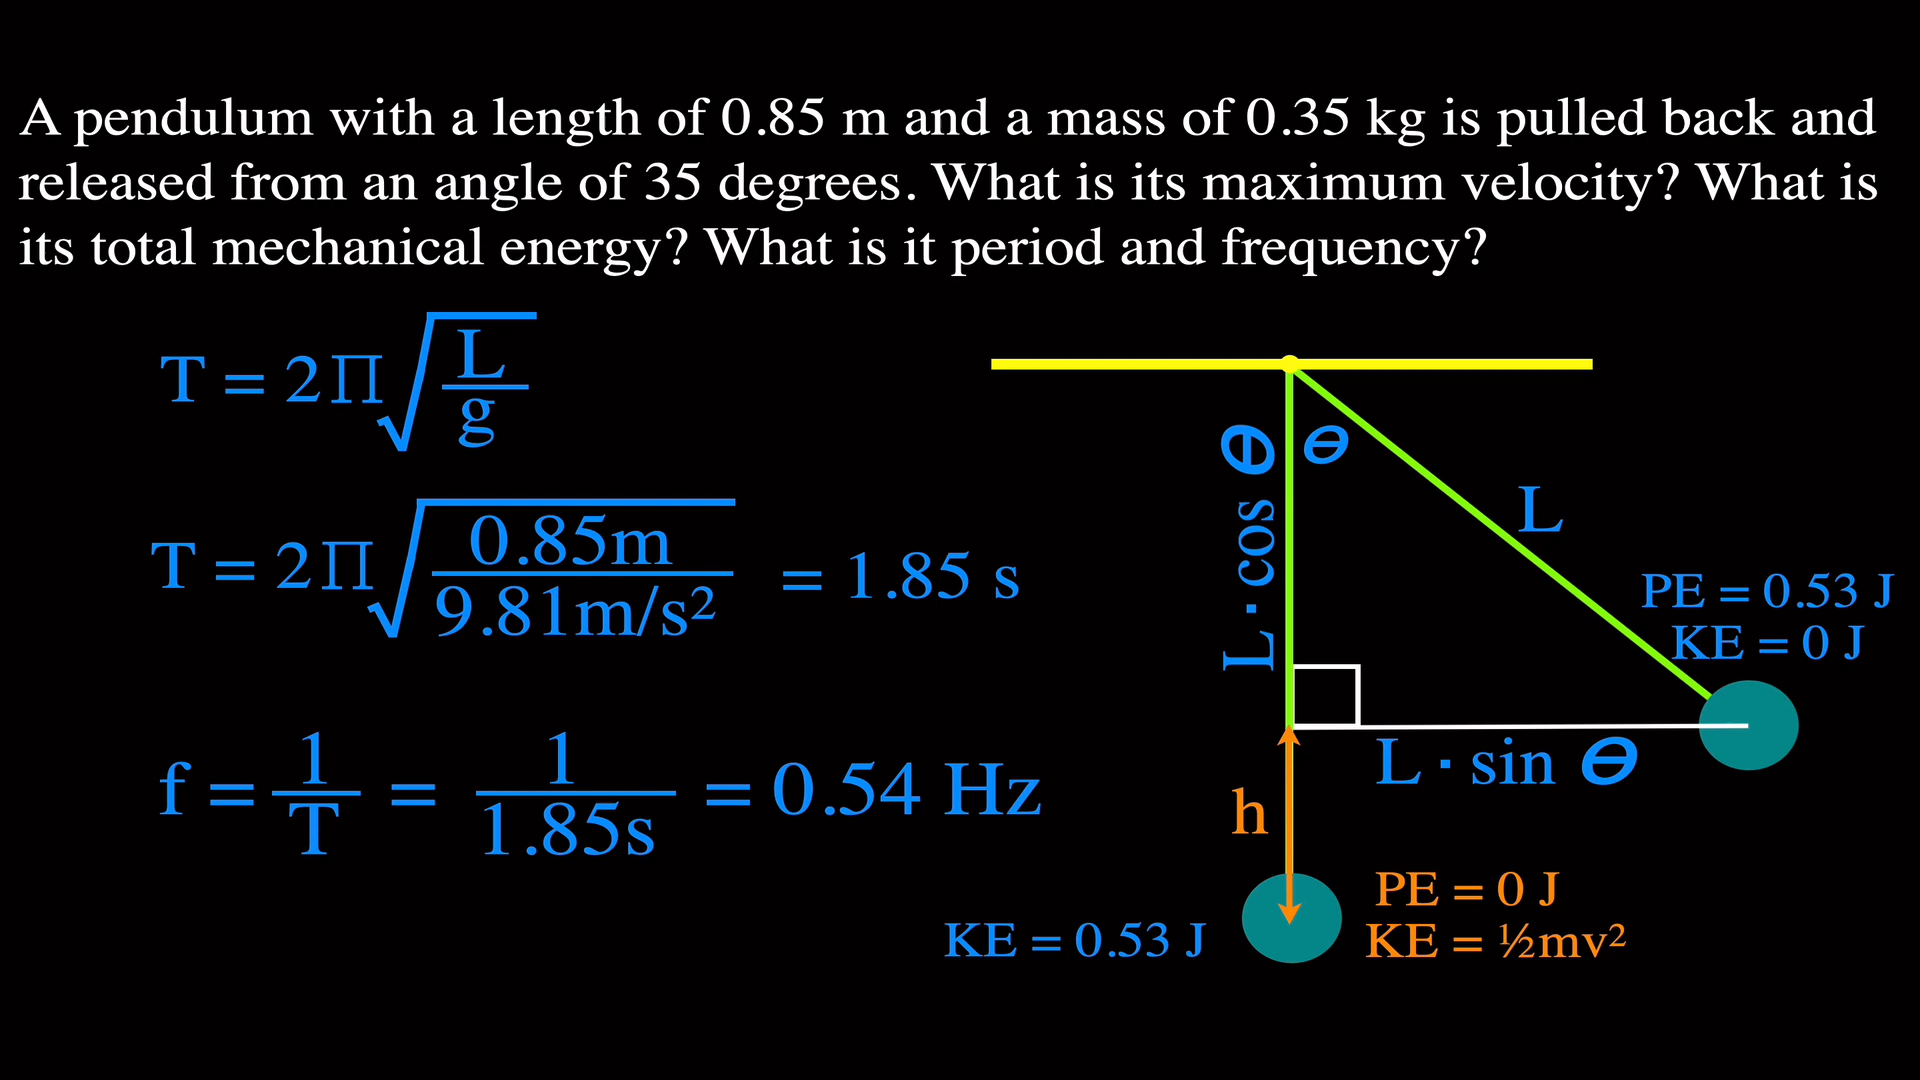 A pendulum with a length of 0.85 m and a mass of 0.35 kg is pulled back and
released from an angle of 35 degrees. What is its maximum velocity? What is
its total mechanical energy? What is it period and frequency?
T = 2Π√(L/g)
T = 2Π√(0.85m/9.81m/s²) = 1.85 s
f = 1/T = 1/1.85s = 0.54 Hz
L · cos Θ
Θ
L
PE = 0.53 J
KE = 0 J
L · sin Θ
h
PE = 0 J
KE = ½mv²
KE = 0.53 J